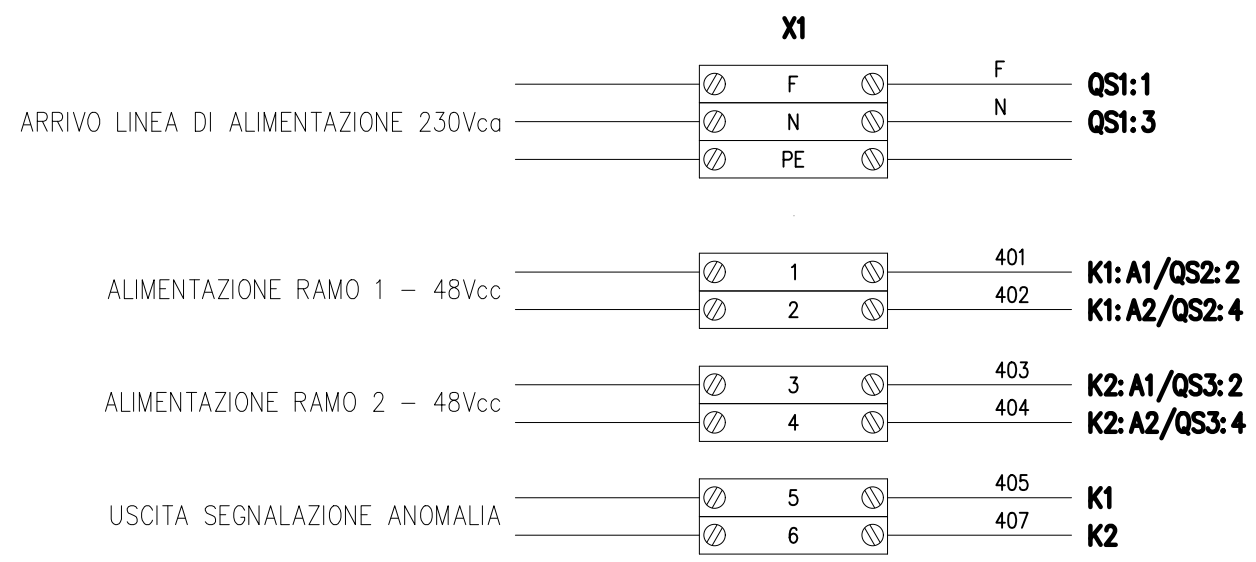 X1
F F QS1:1
ARRIVO LINEA DI ALIMENTAZIONE 230Vca N N QS1:3
PE
1 401 K1:A1/QS2:2
ALIMENTAZIONE RAMO 1 - 48Vcc
2 402 K1:A2/QS2:4
3 403 K2:A1/QS3:2
ALIMENTAZIONE RAMO 2 - 48Vcc
4 404 K2:A2/QS3:4
5 405 K1
USCITA SEGNALAZIONE ANOMALIA
6 407 K2